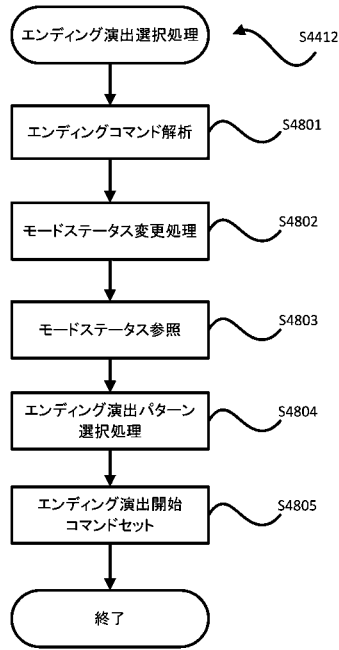 エンディング演出選択処理
S4412
エンディングコマンド解析
S4801
モードステータス変更処理
S4802
モードステータス参照
S4803
エンディング演出パターン
選択処理
S4804
エンディング演出開始
コマンドセット
S4805
終了